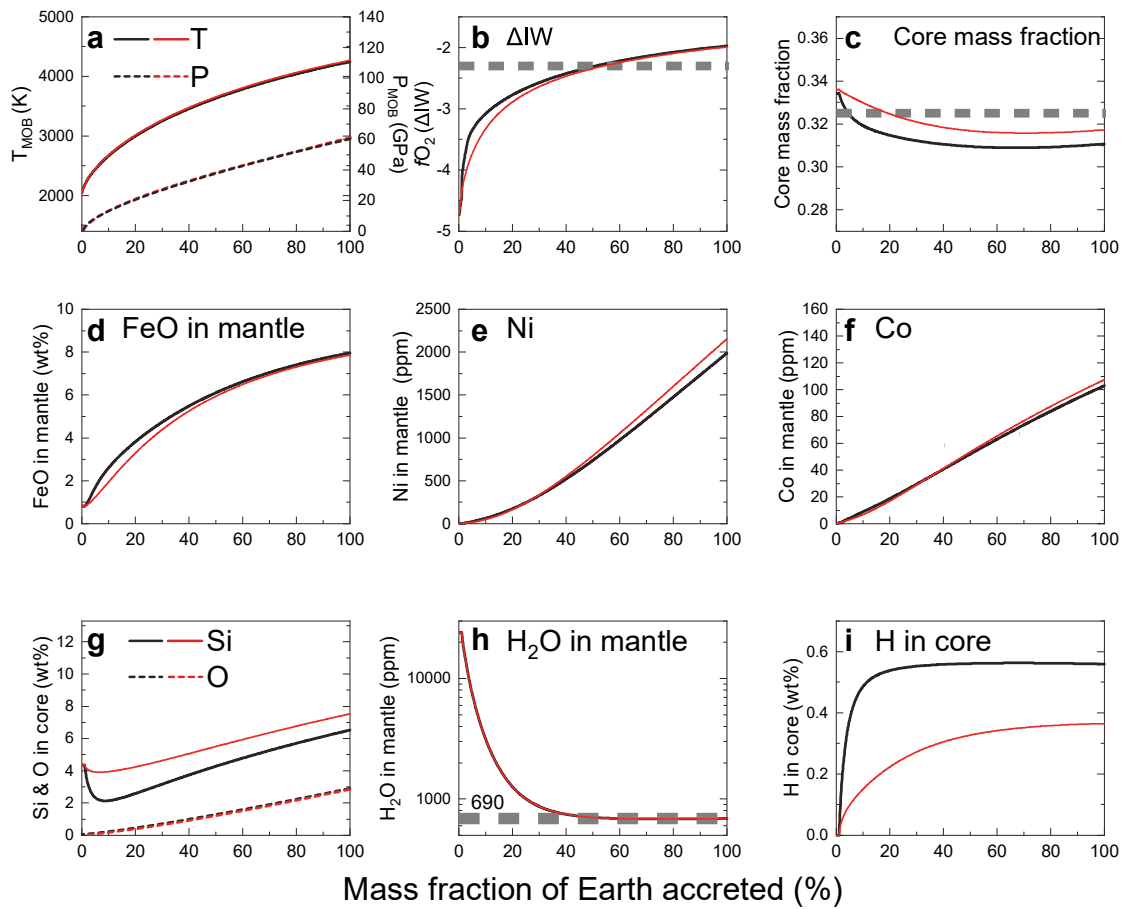 a
T
P
T_MOB (K)
5000
4000
3000
2000
140
120
100
80
60
40
20
0
P_MOB (GPa)
0 20 40 60 80 100
b ΔIW
fO₂ (ΔIW)
-2
-3
-4
-5
0 20 40 60 80 100
c Core mass fraction
Core mass fraction
0.36
0.34
0.32
0.30
0.28
0 20 40 60 80 100
d FeO in mantle
FeO in mantle (wt%)
10
8
6
4
2
0
0 20 40 60 80 100
e Ni
Ni in mantle (ppm)
2500
2000
1500
1000
500
0
0 20 40 60 80 100
f Co
Co in mantle (ppm)
160
140
120
100
80
60
40
20
0
0 20 40 60 80 100
g
Si
O
Si & O in core (wt%)
12
10
8
6
4
2
0
0 20 40 60 80 100
h H₂O in mantle
H₂O in mantle (ppm)
10000
1000
690
0 20 40 60 80 100
i H in core
H in core (wt%)
0.6
0.4
0.2
0.0
0 20 40 60 80 100
Mass fraction of Earth accreted (%)